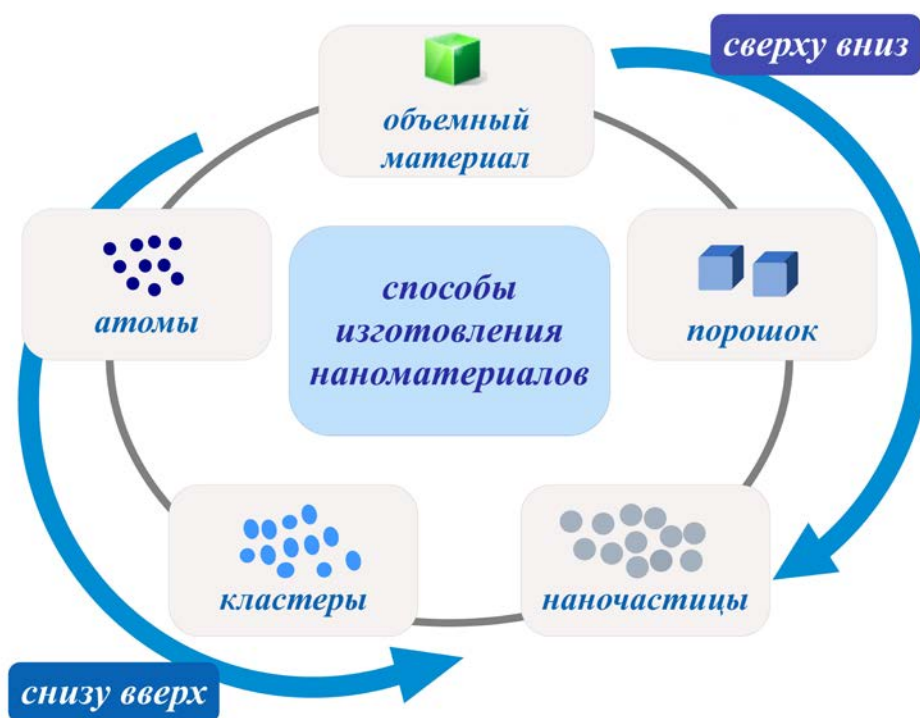 сверху вниз
объемный
материал
атомы
способы
изготовления
наноматериалов
порошок
кластеры
наночастицы
снизу вверх